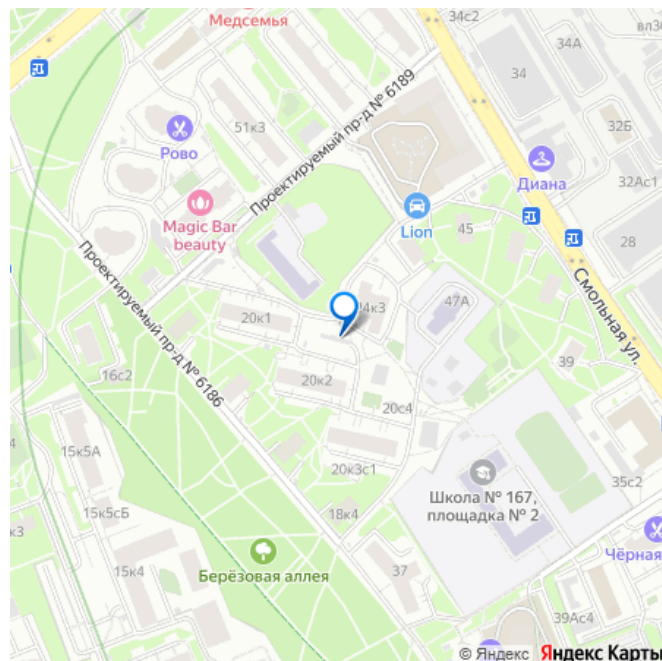 34с2
Медсемья
34А
вл3
34
Проектируемый пр-д № 6189
51к3
32Б
Рово
Диана
32Ас1
Magic Bar
beauty
Lion
45
28
Проектируемый пр-д № 6186
Смольная ул.
47А
4к3
20к1
39
16с2
20к2
20с4
15к5А
20к3с1
35с2
Школа № 167,
площадка № 2
15к5сБ
18к4
к3
Чёрная
15к4
Берёзовая аллея
37
39Ас4
© Яндекс Яндекс Карты